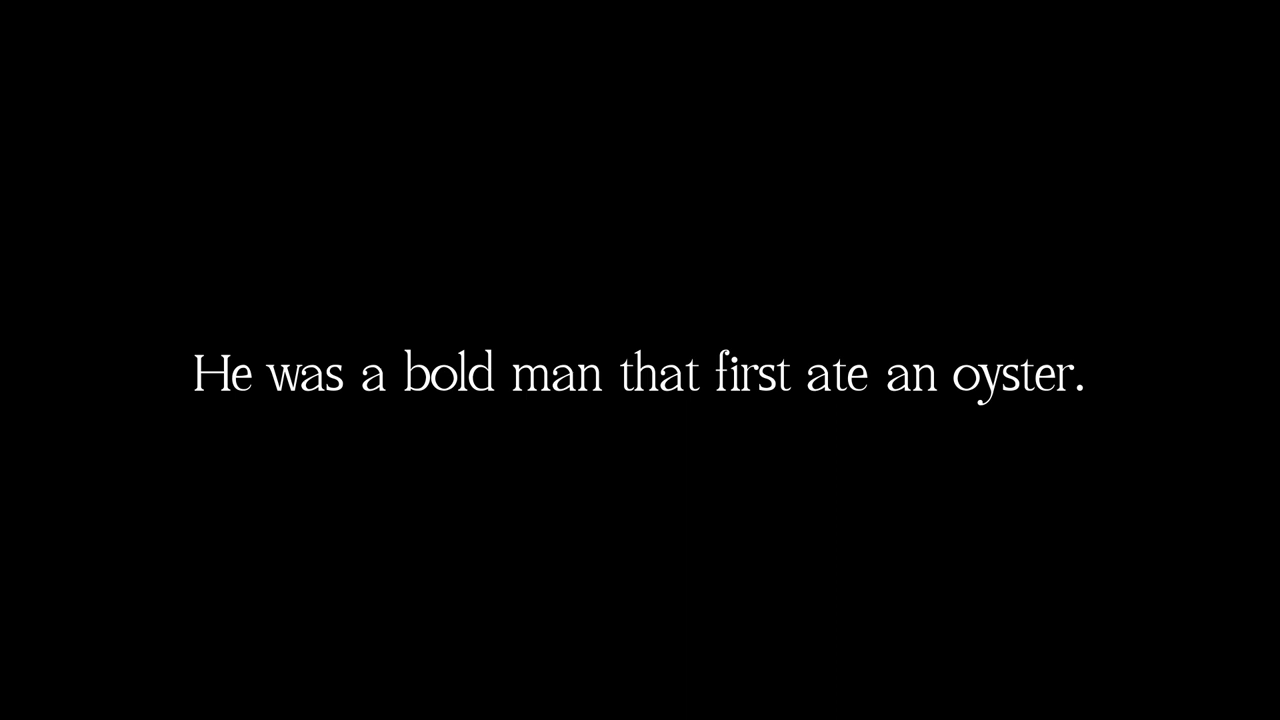 He was a bold man that first ate an oyster.